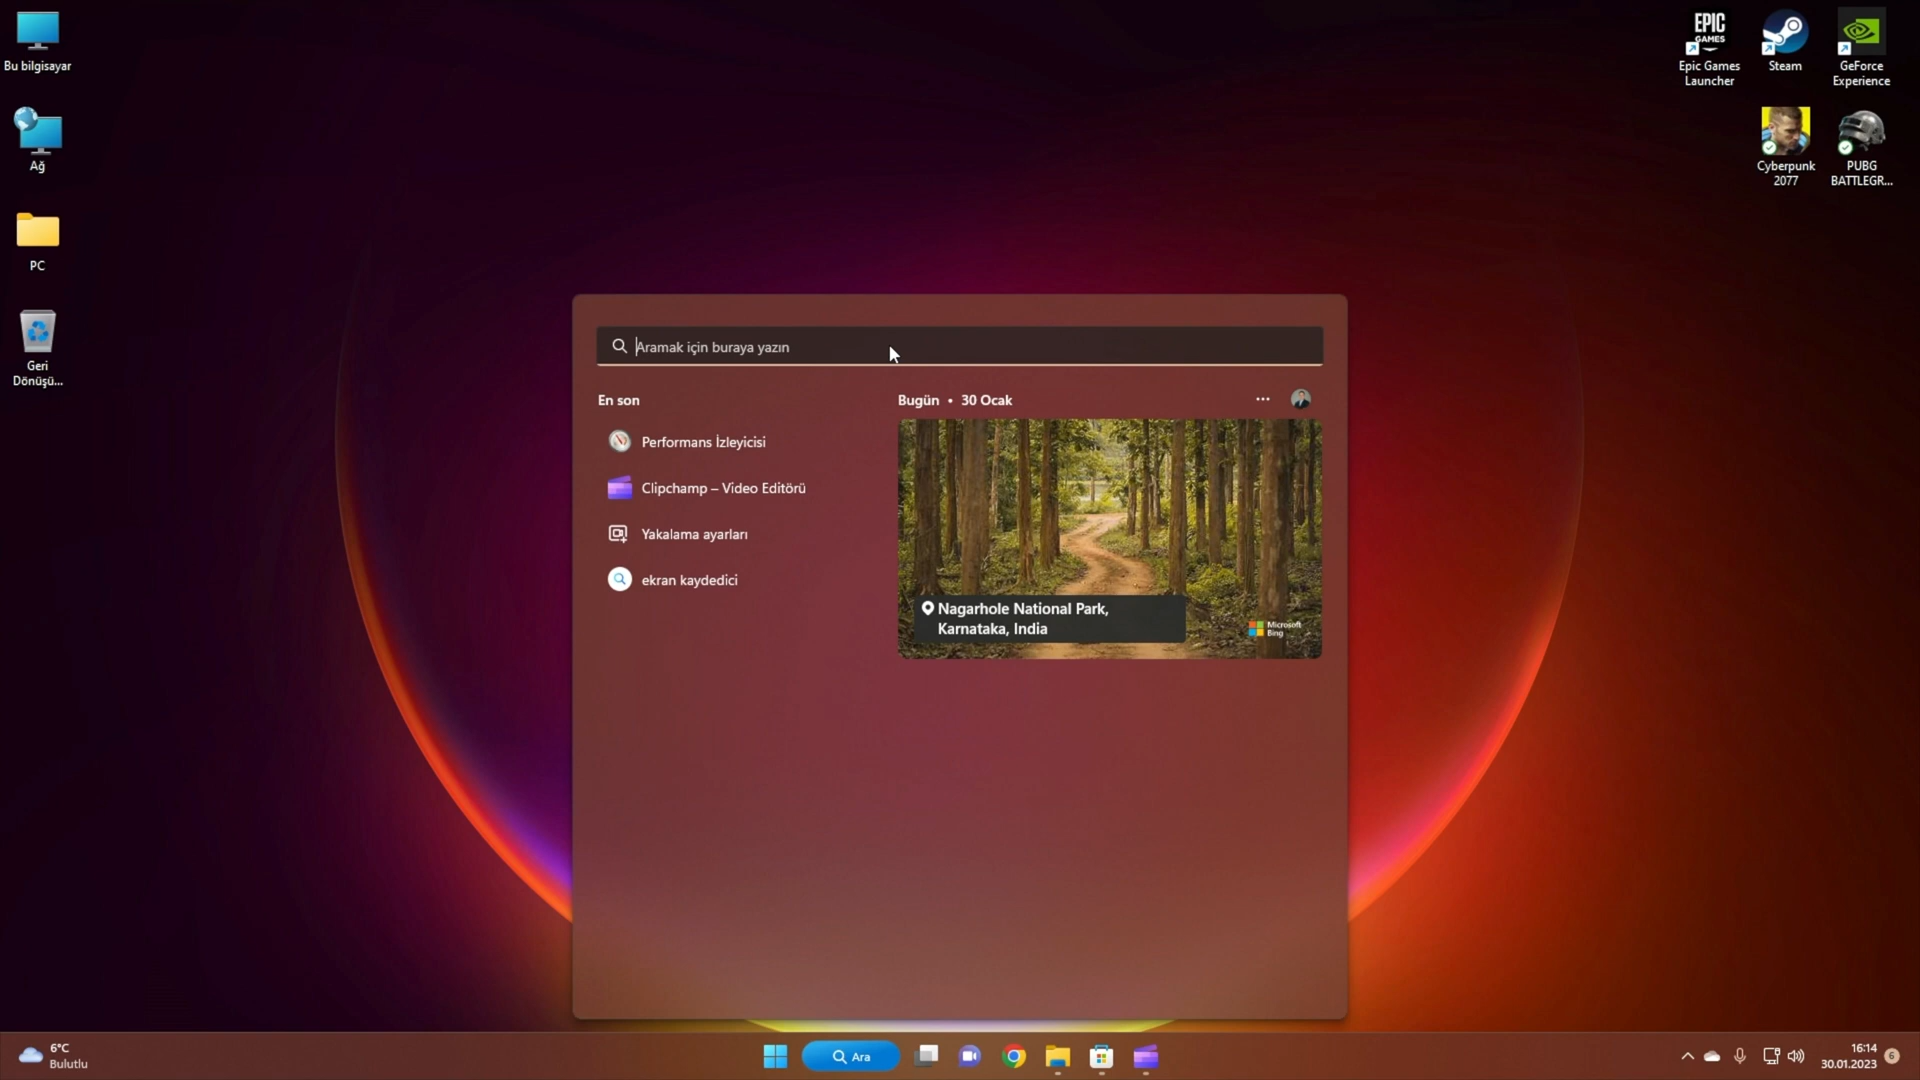 Bu bilgisayar
Ağ
PC
Geri
Dönüşü...
EPIC
GAMES
Epic Games
Launcher
Steam
GeForce
Experience
Cyberpunk
2077
PUBG
BATTLEGR...
Aramak için buraya yazın
En son
Performans İzleyicisi
Clipchamp – Video Editörü
Yakalama ayarları
ekran kaydedici
Bugün • 30 Ocak
Nagarhole National Park,
Karnataka, India
Microsoft
Bing
6°C
Bulutlu
Ara
16:14
30.01.2023
6